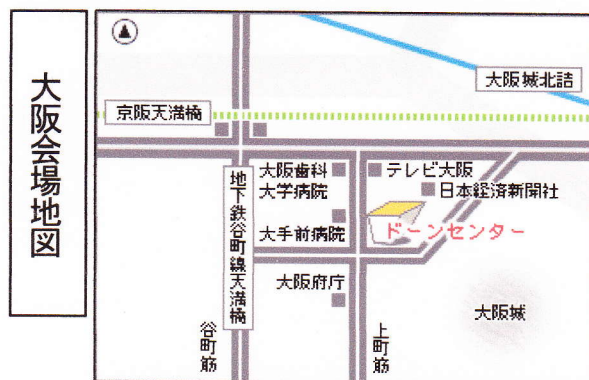 大阪会場地図
大阪城北詰
京阪天満橋
大阪歯科
大学病院
テレビ大阪
日本経済新聞社
地下鉄谷町線天満橋
大手前病院
ドーンセンター
大阪府庁
大阪城
谷町筋
上町筋